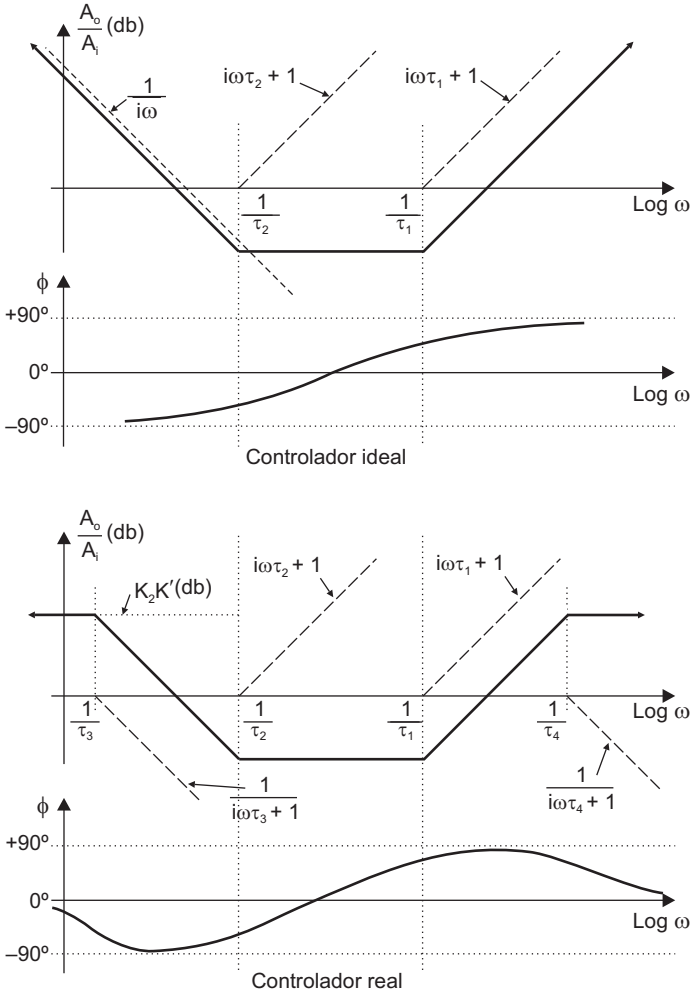 A₀/Aᵢ (db)
iωτ₂ + 1
iωτ₁ + 1
1/iω
1/τ₂
1/τ₁
Log ω
ϕ
+90º
0º
Log ω
–90º
Controlador ideal
A₀/Aᵢ (db)
iωτ₂ + 1
iωτ₁ + 1
K₂K′(db)
1/τ₃
1/τ₂
1/τ₁
1/τ₄
Log ω
1/iωτ₃ + 1
1/iωτ₄ + 1
ϕ
+90º
0º
Log ω
–90º
Controlador real